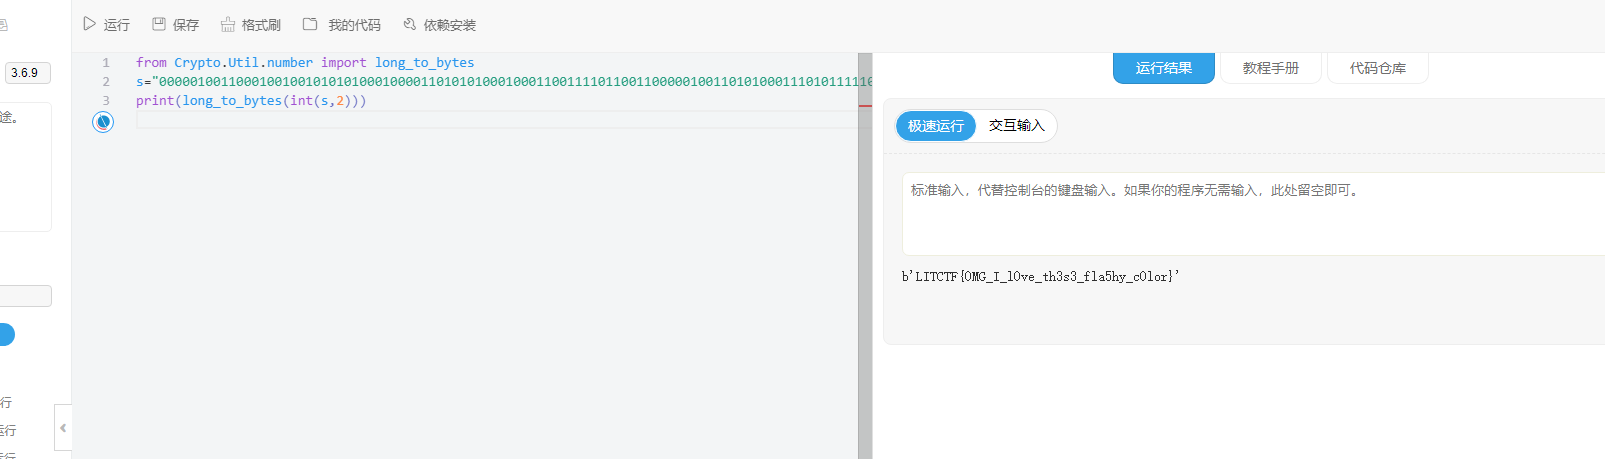 运行 保存 格式刷 我的代码 依赖安装
3.6.9
途。
1 from Crypto.Util.number import long_to_bytes
2 s="00000100110001001001010101010001000011010101010001000110011110110011000001001101010001110101111110
3 print(long_to_bytes(int(s,2)))
运行结果 教程手册 代码仓库
极速运行 交互输入
标准输入，代替控制台的键盘输入。如果你的程序无需输入，此处留空即可。
b'LITCTF{0MG_I_l0ve_th3s3_fla5hy_c0lor}'
行
运行